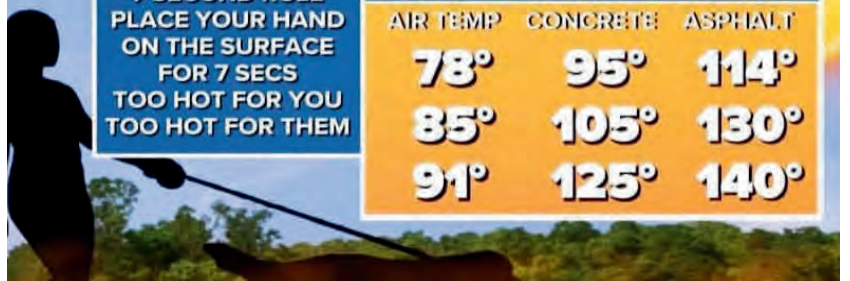 PLACE YOUR HAND
ON THE SURFACE
FOR 7 SECS
TOO HOT FOR YOU
TOO HOT FOR THEM
AIR TEMP CONCRETE ASPHALT
78° 95° 114°
85° 105° 130°
91° 125° 140°